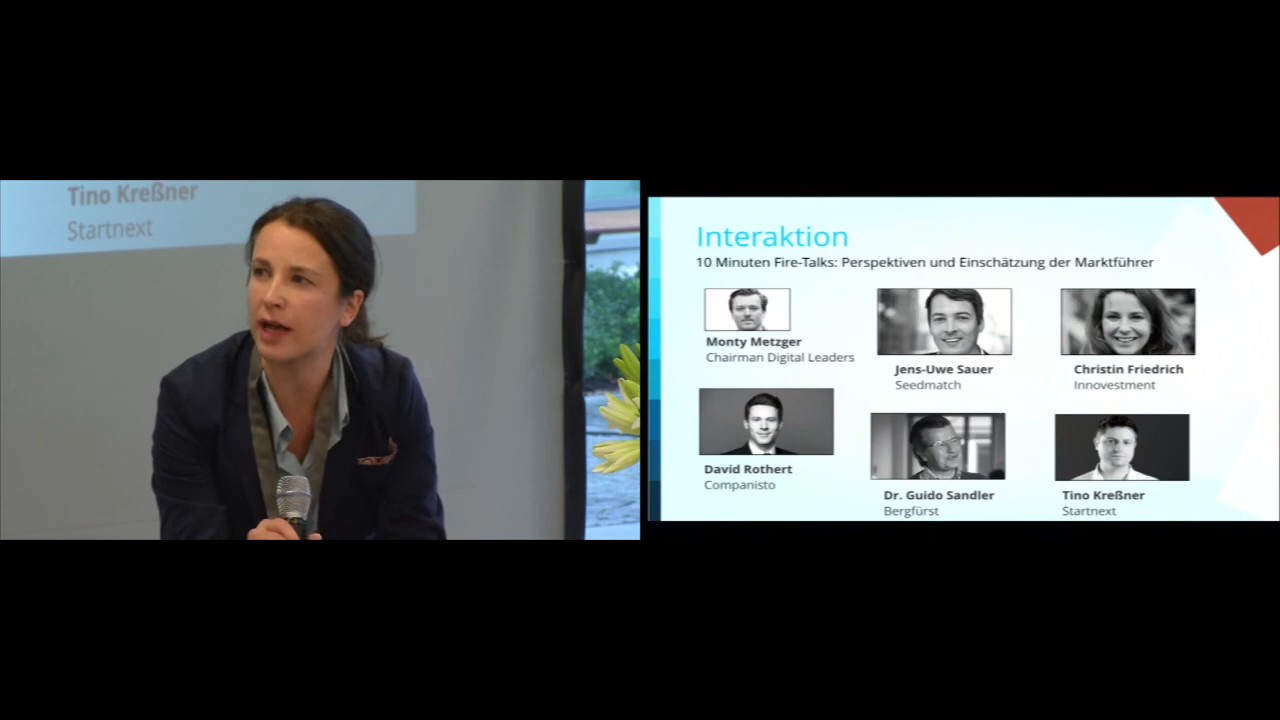 Tino Kreßner
Startnext
Interaktion
10 Minuten Fire-Talks: Perspektiven und Einschätzung der Marktführer
Monty Metzger
Chairman Digital Leaders
Jens-Uwe Sauer
Seedmatch
Christin Friedrich
Innovestment
David Rothert
Companisto
Dr. Guido Sandler
Bergfürst
Tino Kreßner
Startnext